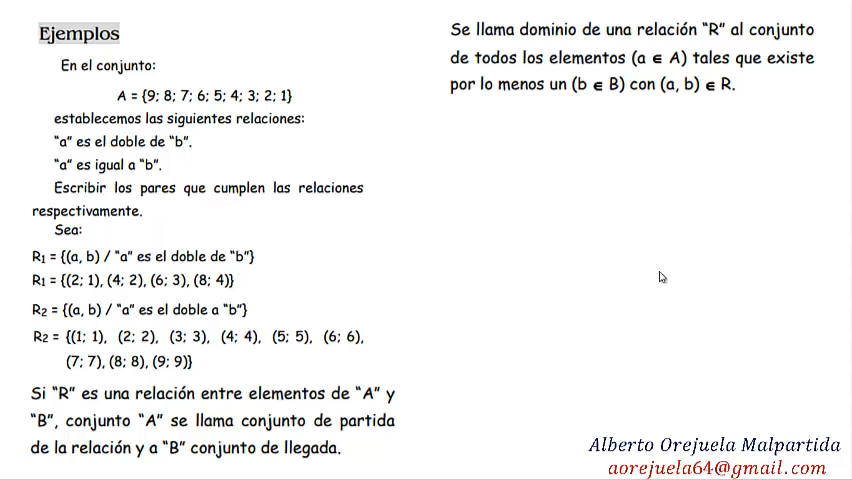 Ejemplos
En el conjunto:
A = {9; 8; 7; 6; 5; 4; 3; 2; 1}
establecemos las siguientes relaciones:
“a” es el doble de “b”.
“a” es igual a “b”.
Escribir los pares que cumplen las relaciones
respectivamente.
Sea:
R1 = {(a, b) / “a” es el doble de “b”}
R1 = {(2; 1), (4; 2), (6; 3), (8; 4)}
R2 = {(a, b) / “a” es el doble a “b”}
R2 = {(1; 1), (2; 2), (3; 3), (4; 4), (5; 5), (6; 6),
(7; 7), (8; 8), (9; 9)}
Si “R” es una relación entre elementos de “A” y
“B”, conjunto “A” se llama conjunto de partida
de la relación y a “B” conjunto de llegada.
Se llama dominio de una relación “R” al conjunto
de todos los elementos (a ∈ A) tales que existe
por lo menos un (b ∈ B) con (a, b) ∈ R.
Alberto Orejuela Malpartida
aorejuela64@gmail.com